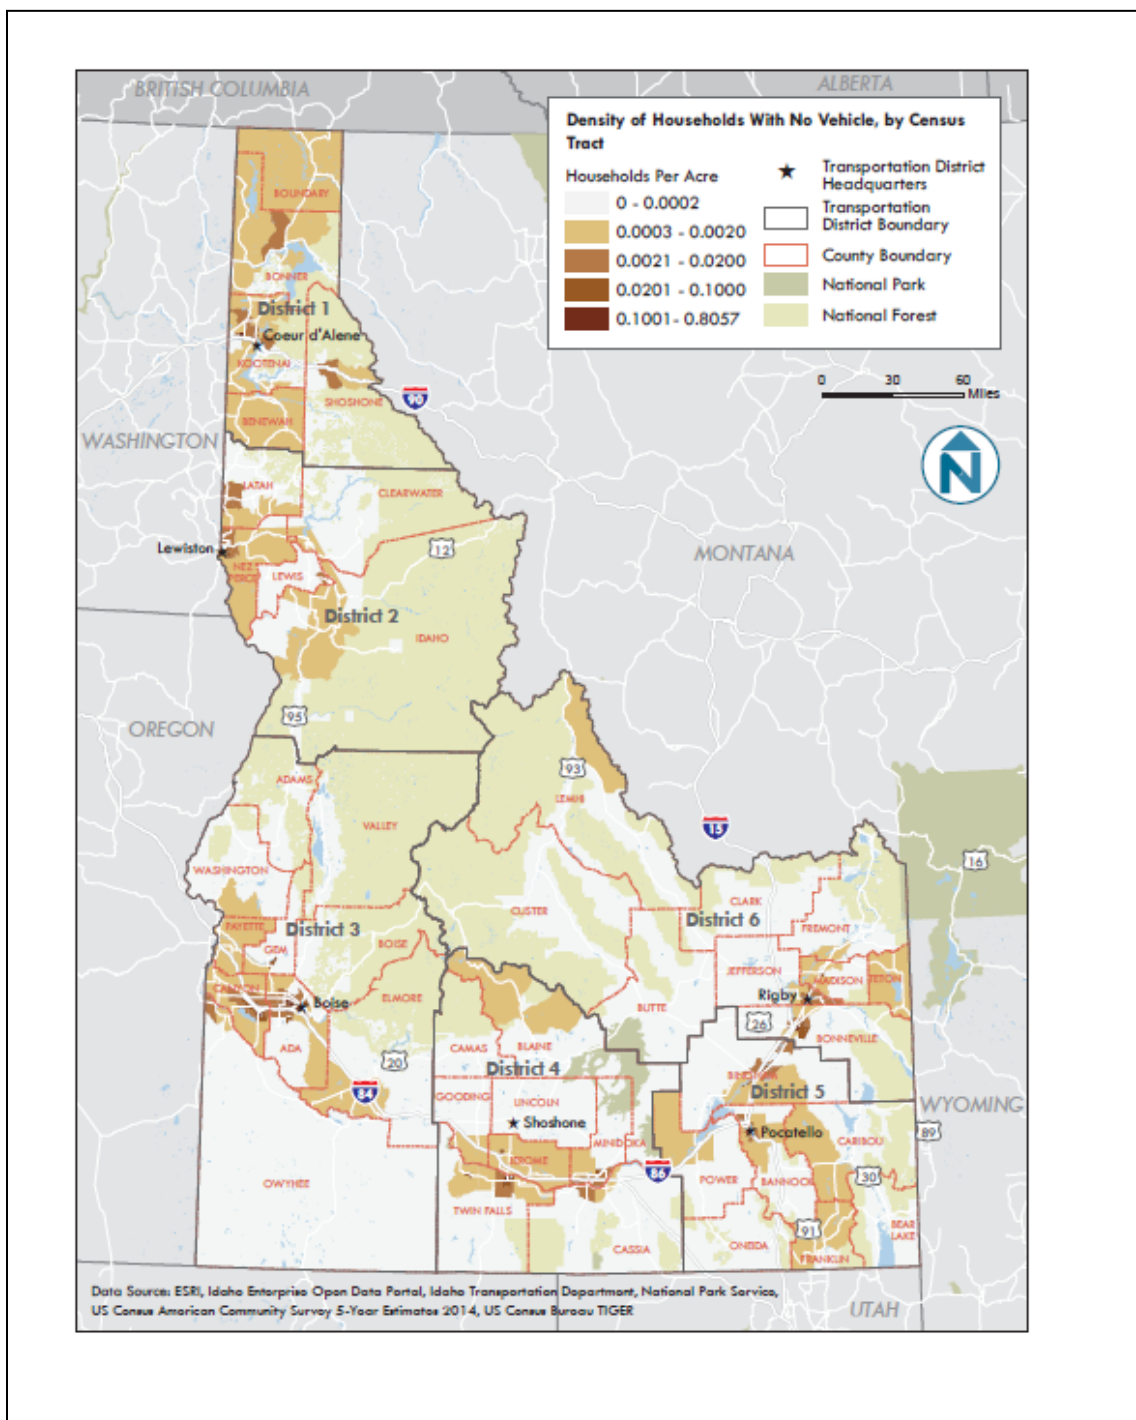 BRITISH COLUMBIA
ALBERTA
Density of Households With No Vehicle, by Census
Tract
Households Per Acre
0 - 0.0002
0.0003 - 0.0020
0.0021 - 0.0200
0.0201 - 0.1000
0.1001- 0.8057
Transportation District
Headquarters
Transportation
District Boundary
County Boundary
National Park
National Forest
0 30 60
Miles
N
BOUNDARY
BONNER
District 1
Coeur d'Alene
KOOTENAI
SHOSHONE
90
BENEWAH
WASHINGTON
LATAH
CLEARWATER
12
Lewiston
NEZ
PERCE
LEWIS
MONTANA
District 2
IDAHO
95
OREGON
93
ADAMS
LEMHI
VALLEY
15
16
WASHINGTON
CUSTER
CLARK
District 6
FREMONT
PAYETTE
District 3
GEM
BOISE
JEFFERSON
MADISON
TETON
CANYON
Boise
ELMORE
Rigby
BUTTE
26
BONNEVILLE
ADA
CAMAS
BLAINE
20
District 4
BINGHAM
District 5
84
GOODING
LINCOLN
WYOMING
Shoshone
MINIDOKA
Pocatello
CARIBOU
89
JEROME
86
POWER
BANNOCK
30
OWYHEE
TWIN FALLS
91
BEAR
LAKE
CASSIA
ONEIDA
FRANKLIN
Data Source: ESRI, Idaho Enterprise Open Data Portal, Idaho Transportation Department, National Park Service,
US Census American Community Survey 5-Year Estimates 2014, US Census Bureau TIGER
UTAH